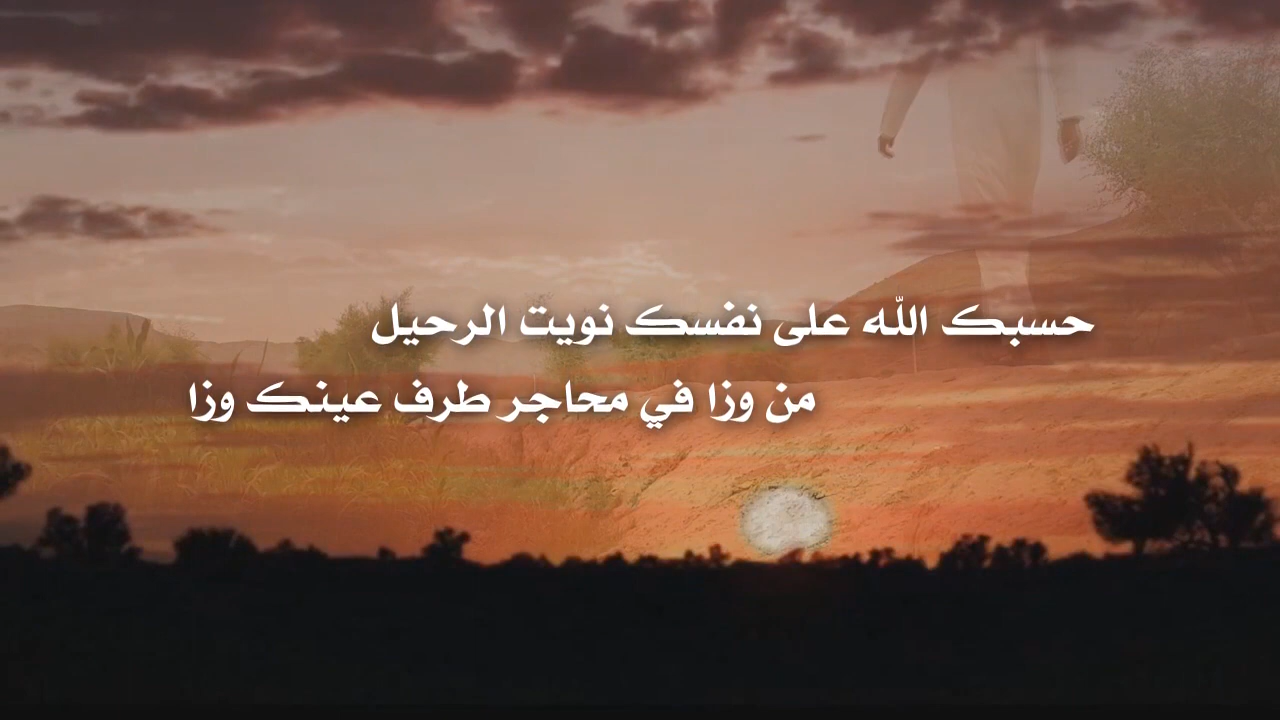 حسبك الله على نفسك نويت الرحيل
من وزا في محاجر طرف عينك وزا